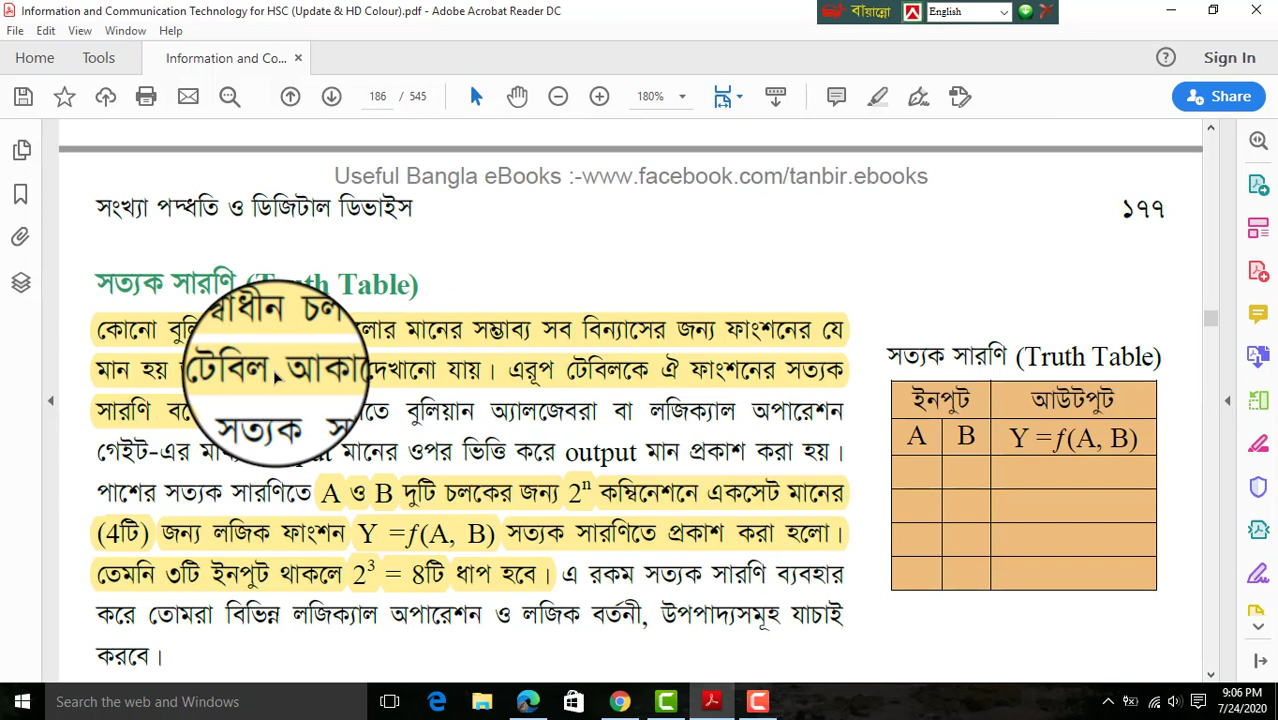 Information and Communication Technology for HSC (Update & HD Colour).pdf - Adobe Acrobat Reader DC
বায়ান্নো English
File Edit View Window Help
Home Tools Information and Co... Sign In
186 / 545 180% Share
Useful Bangla eBooks :-www.facebook.com/tanbir.ebooks
সংখ্যা পদ্ধতি ও ডিজিটাল ডিভাইস ১৭৭
সত্যক সারণি (Truth Table)
স্বাধীন চল
কোনো লোর মানের সম্ভাব্য সব বিন্যাসের জন্য ফাংশনের যে
মান হয় টেবিল আকা দেখানো যায়। এরূপ টেবিলকে ঐ ফাংশনের সত্যক
সারণি তে বুলিয়ান অ্যালজেবরা বা লজিক্যাল অপারেশন
সত্যক স
গেইট-এর মানের ওপর ভিত্তি করে output মান প্রকাশ করা হয়।
পাশের সত্যক সারণিতে A ও B দুটি চলকের জন্য 2ⁿ কম্বিনেশনে একসেট মানের
(4টি) জন্য লজিক ফাংশন Y =f(A, B) সত্যক সারণিতে প্রকাশ করা হলো।
তেমনি ৩টি ইনপুট থাকলে 2³ = 8টি ধাপ হবে। এ রকম সত্যক সারণি ব্যবহার
করে তোমরা বিভিন্ন লজিক্যাল অপারেশন ও লজিক বর্তনী, উপপাদ্যসমূহ যাচাই
করবে।
সত্যক সারণি (Truth Table)
ইনপুট আউটপুট
A B Y =f(A, B)
Search the web and Windows
9:06 PM
7/24/2020